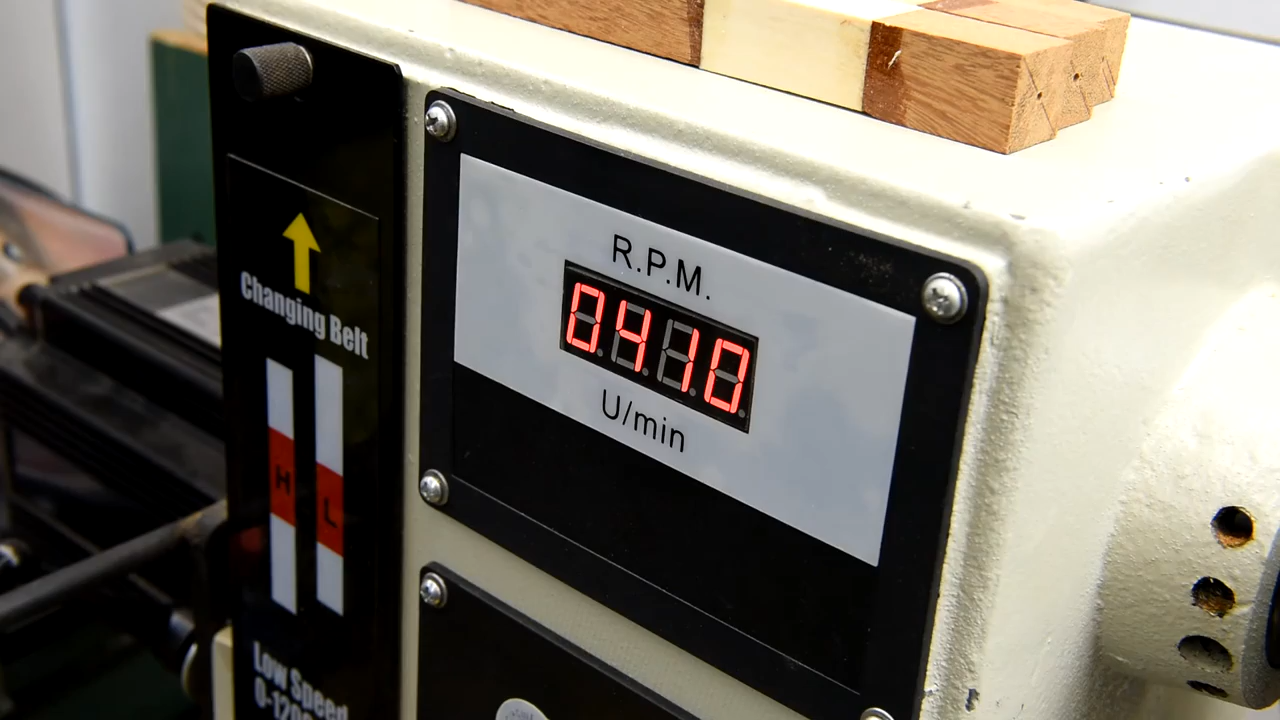 Changing Belt
H L
Low Speed
R.P.M.
0410
U/min